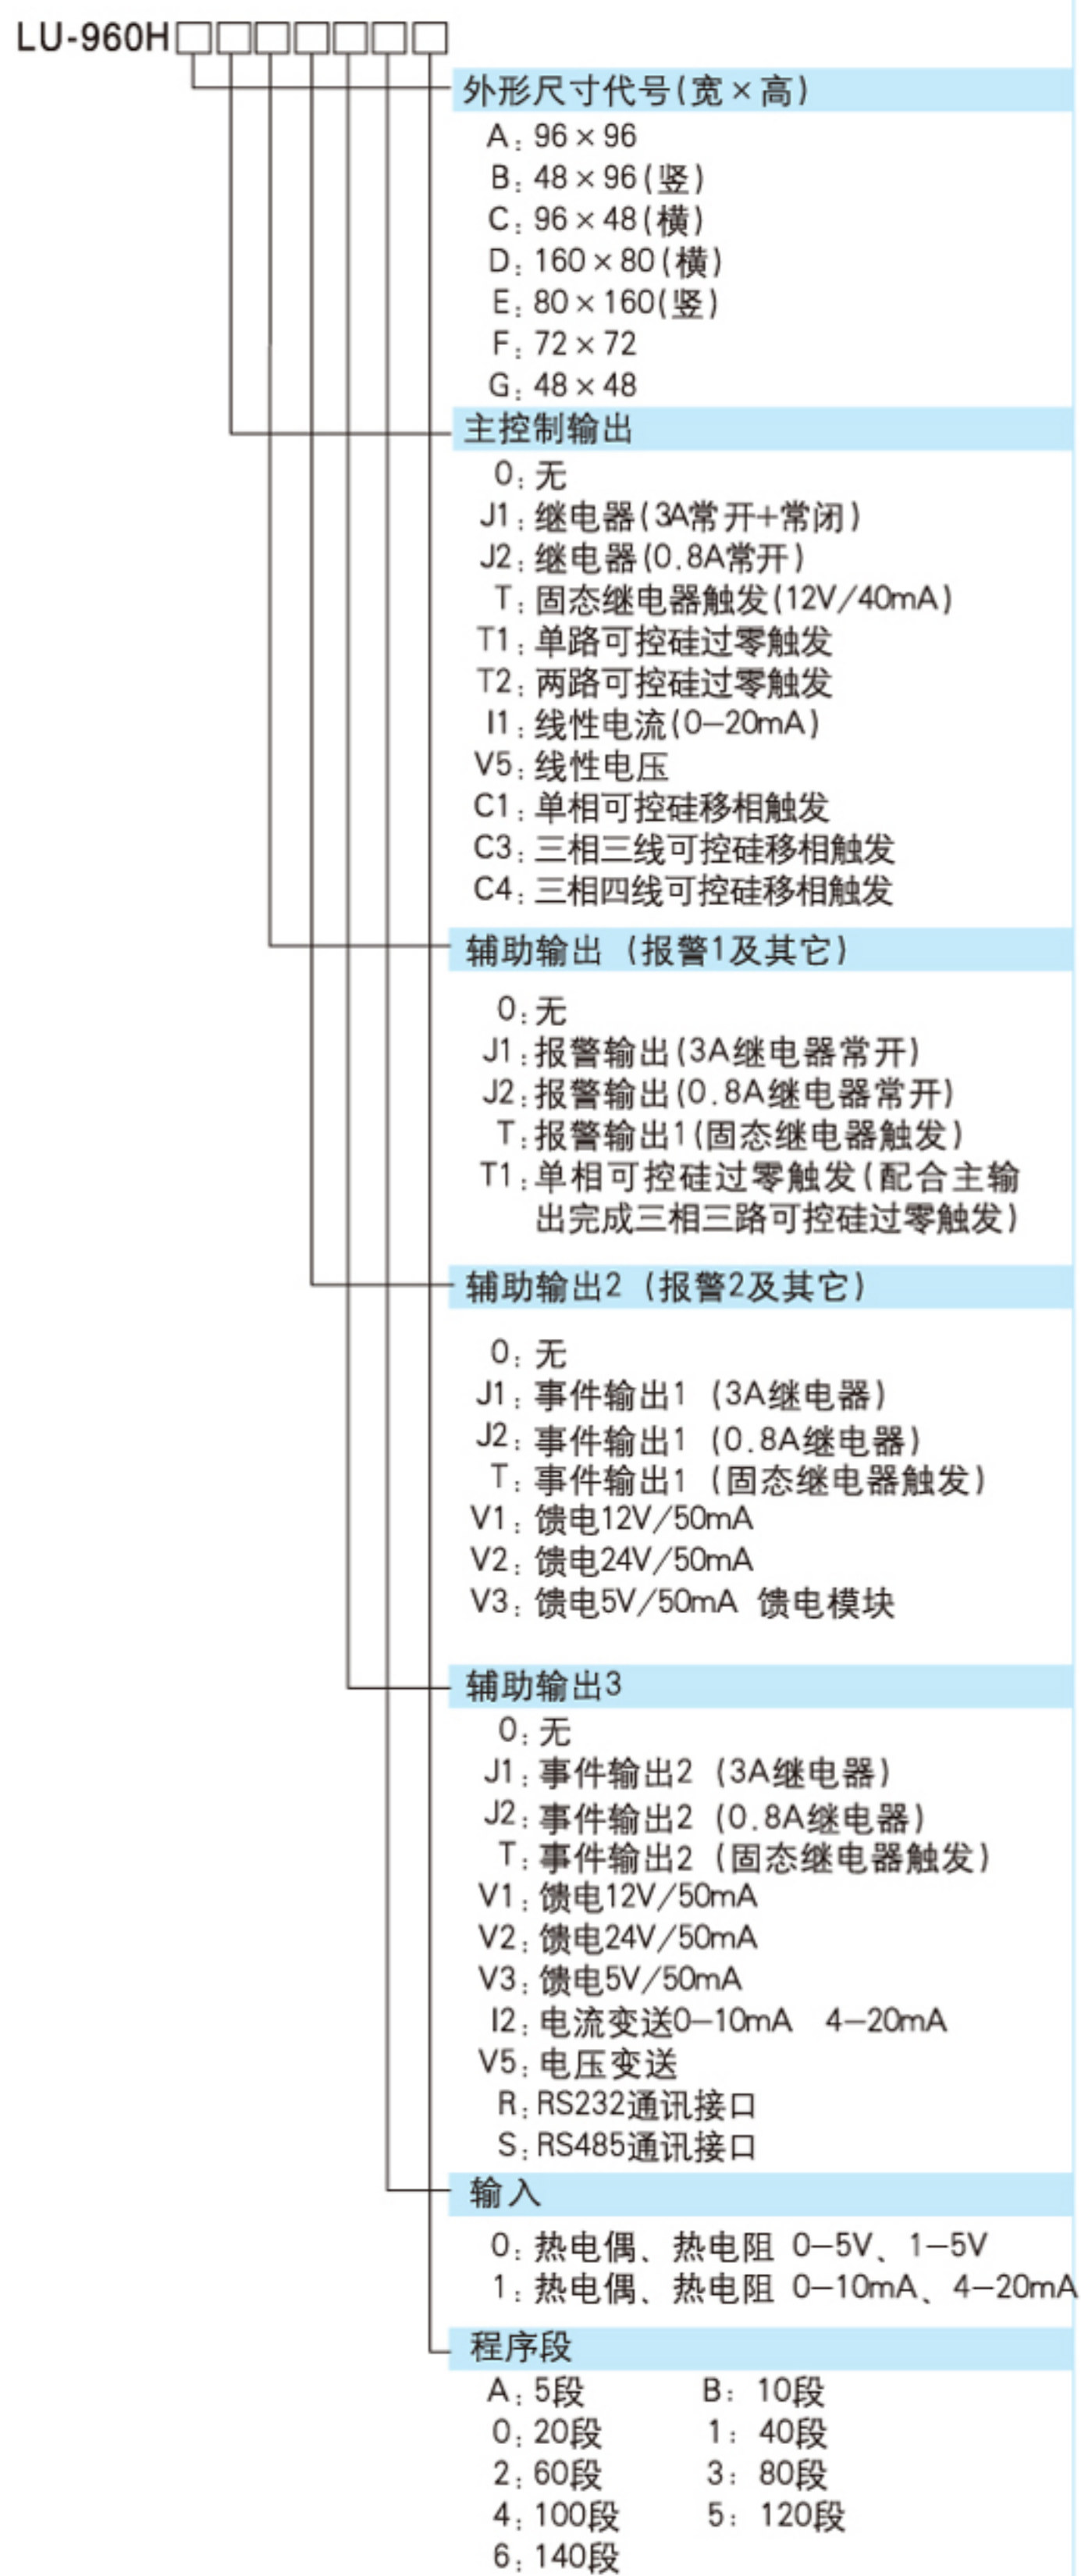 LU-960H□□□□□□□
外形尺寸代号(宽×高)
A: 96×96
B: 48×96(竖)
C: 96×48(横)
D: 160×80(横)
E: 80×160(竖)
F: 72×72
G: 48×48
主控制输出
0: 无
J1: 继电器(3A常开+常闭)
J2: 继电器(0.8A常开)
T: 固态继电器触发(12V/40mA)
T1: 单路可控硅过零触发
T2: 两路可控硅过零触发
I1: 线性电流(0-20mA)
V5: 线性电压
C1: 单相可控硅移相触发
C3: 三相三线可控硅移相触发
C4: 三相四线可控硅移相触发
辅助输出 (报警1及其它)
0: 无
J1: 报警输出(3A继电器常开)
J2: 报警输出(0.8A继电器常开)
T: 报警输出1(固态继电器触发)
T1: 单相可控硅过零触发(配合主输
出完成三相三路可控硅过零触发)
辅助输出2 (报警2及其它)
0: 无
J1: 事件输出1 (3A继电器)
J2: 事件输出1 (0.8A继电器)
T: 事件输出1 (固态继电器触发)
V1: 馈电12V/50mA
V2: 馈电24V/50mA
V3: 馈电5V/50mA 馈电模块
辅助输出3
0: 无
J1: 事件输出2 (3A继电器)
J2: 事件输出2 (0.8A继电器)
T: 事件输出2 (固态继电器触发)
V1: 馈电12V/50mA
V2: 馈电24V/50mA
V3: 馈电5V/50mA
I2: 电流变送0-10mA 4-20mA
V5: 电压变送
R: RS232通讯接口
S: RS485通讯接口
输入
0: 热电偶、热电阻 0-5V、1-5V
1: 热电偶、热电阻 0-10mA、4-20mA
程序段
A: 5段 B: 10段
0: 20段 1: 40段
2: 60段 3: 80段
4: 100段 5: 120段
6: 140段